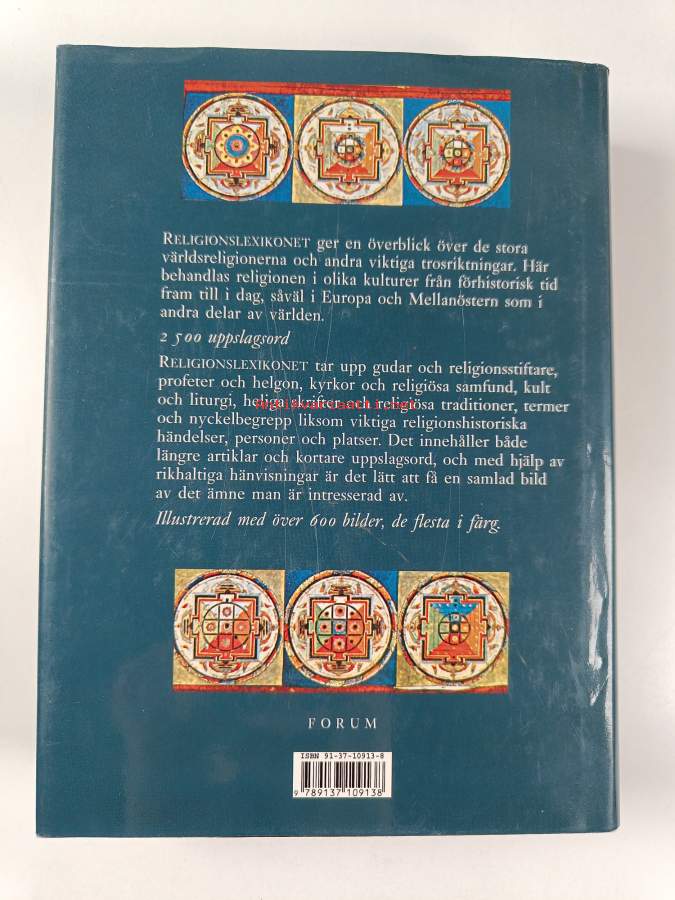 RELIGIONSLEXIKONET ger en överblick över de stora
världsreligionerna och andra viktiga trosriktningar. Här
behandlas religionen i olika kulturer från förhistorisk tid
fram till i dag, såväl i Europa och Mellanöstern som i
andra delar av världen.
2 500 uppslagsord
RELIGIONSLEXIKONET tar upp gudar och religionsstiftare,
profeter och helgon, kyrkor och religiösa samfund, kult
och liturgi, heliga skrifter och religiösa traditioner, termer
och nyckelbegrepp liksom viktiga religionshistoriska
händelser, personer och platser. Det innehåller både
längre artiklar och kortare uppslagsord, och med hjälp av
rikhaltiga hänvisningar är det lätt att få en samlad bild
av det ämne man är intresserad av.
Illustrerad med över 600 bilder, de flesta i färg.
FORUM
ISBN 91-37-10913-8
9 789137 109138